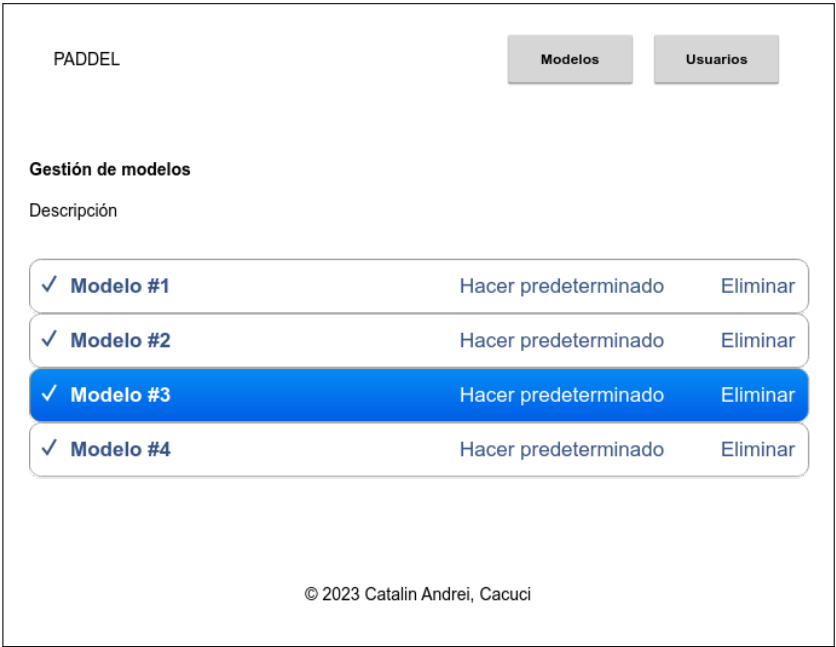 PADDEL Modelos Usuarios
Gestión de modelos
Descripción
✓ Modelo #1 Hacer predeterminado Eliminar
✓ Modelo #2 Hacer predeterminado Eliminar
✓ Modelo #3 Hacer predeterminado Eliminar
✓ Modelo #4 Hacer predeterminado Eliminar
© 2023 Catalin Andrei, Cacuci